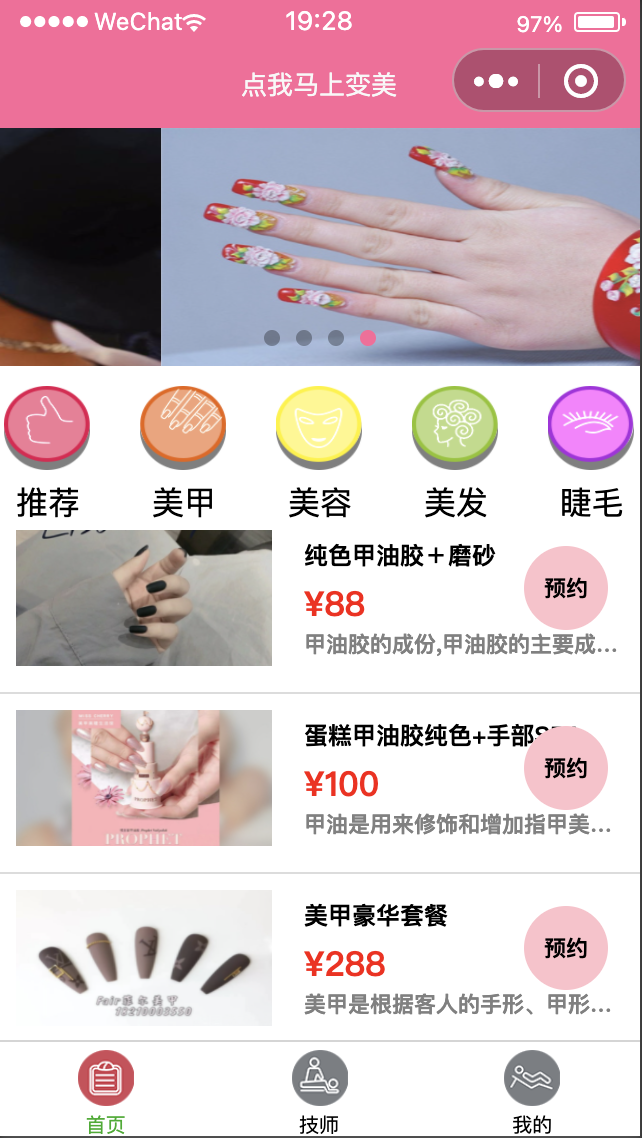 WeChat
19:28
97%
点我马上变美
推荐
美甲
美容
美发
睫毛
纯色甲油胶＋磨砂
¥88
甲油胶的成份,甲油胶的主要成...
预约
蛋糕甲油胶纯色+手部
¥100
甲油是用来修饰和增加指甲美...
预约
PROPHET
美甲豪华套餐
¥288
美甲是根据客人的手形、甲形...
预约
首页
技师
我的